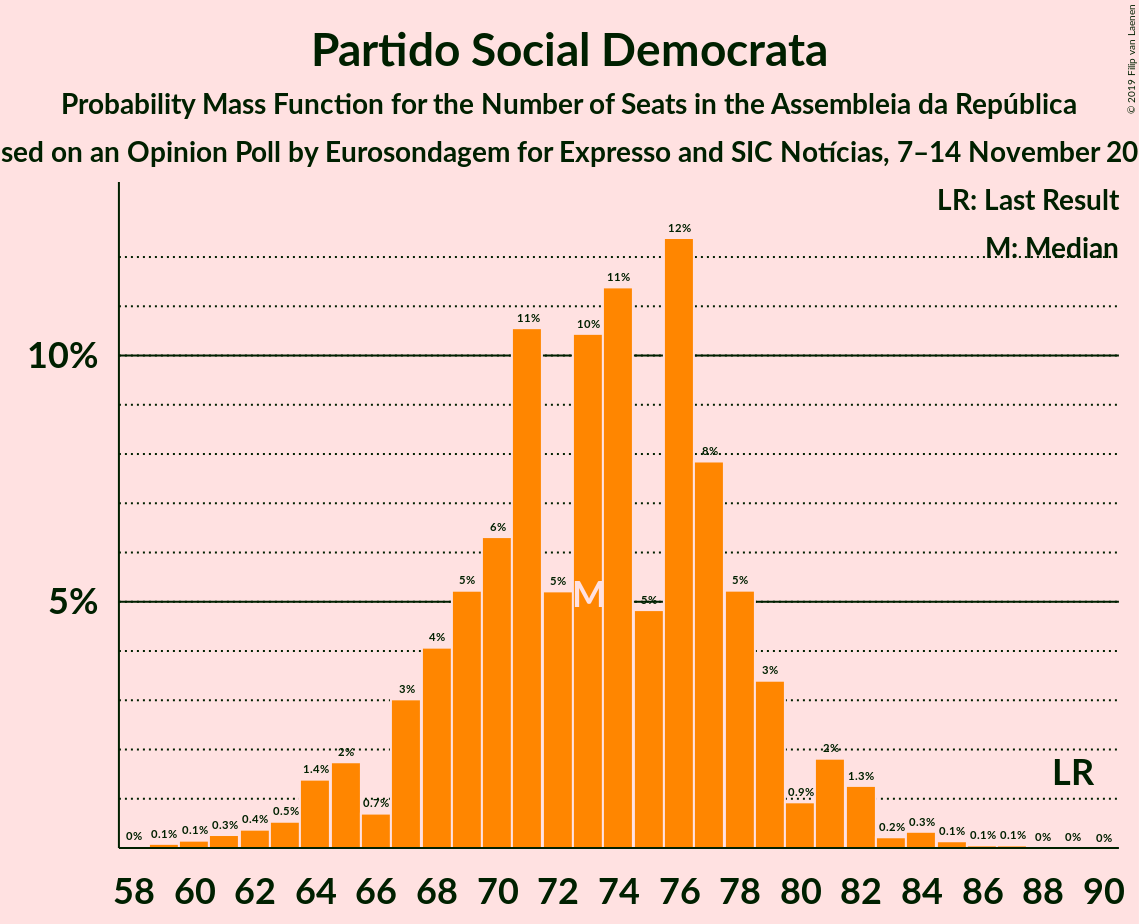 Partido Social Democrata
Probability Mass Function for the Number of Seats in the Assembleia da República
sed on an Opinion Poll by Eurosondagem for Expresso and SIC Notícias, 7–14 November 20
© 2019 Filip van Laenen
LR: Last Result
M: Median
10%
5%
0% 0.1% 0.1% 0.3% 0.4% 0.5% 1.4% 2% 0.7% 3% 4% 5% 6% 11% 5% 10% 11% 5% 12% 8% 5% 3% 0.9% 2% 1.3% 0.2% 0.3% 0.1% 0.1% 0.1% 0% 0% 0%
M
LR
58 60 62 64 66 68 70 72 74 76 78 80 82 84 86 88 90